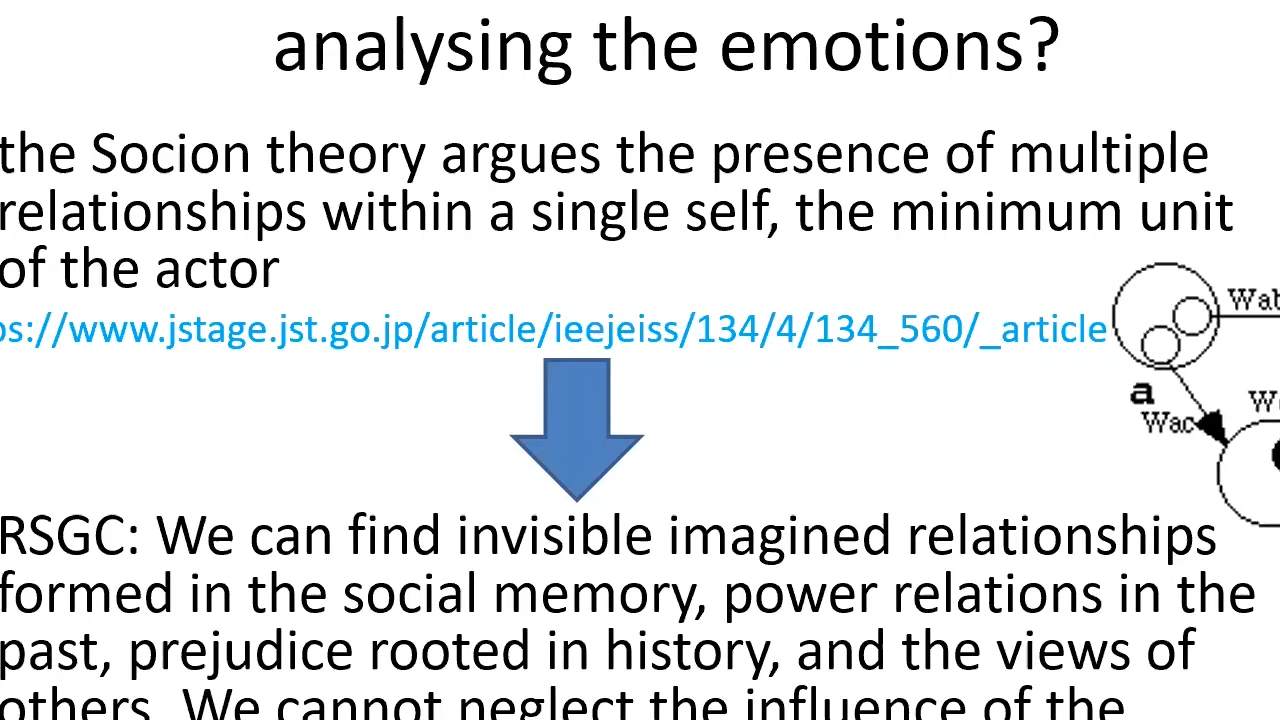 analysing the emotions?
the Socion theory argues the presence of multiple
relationships within a single self, the minimum unit
of the actor
ps://www.jstage.jst.go.jp/article/ieejeiss/134/4/134_560/_article
Wab
a
Wac
RSGC: We can find invisible imagined relationships
formed in the social memory, power relations in the
past, prejudice rooted in history, and the views of
others. We cannot neglect the influence of the